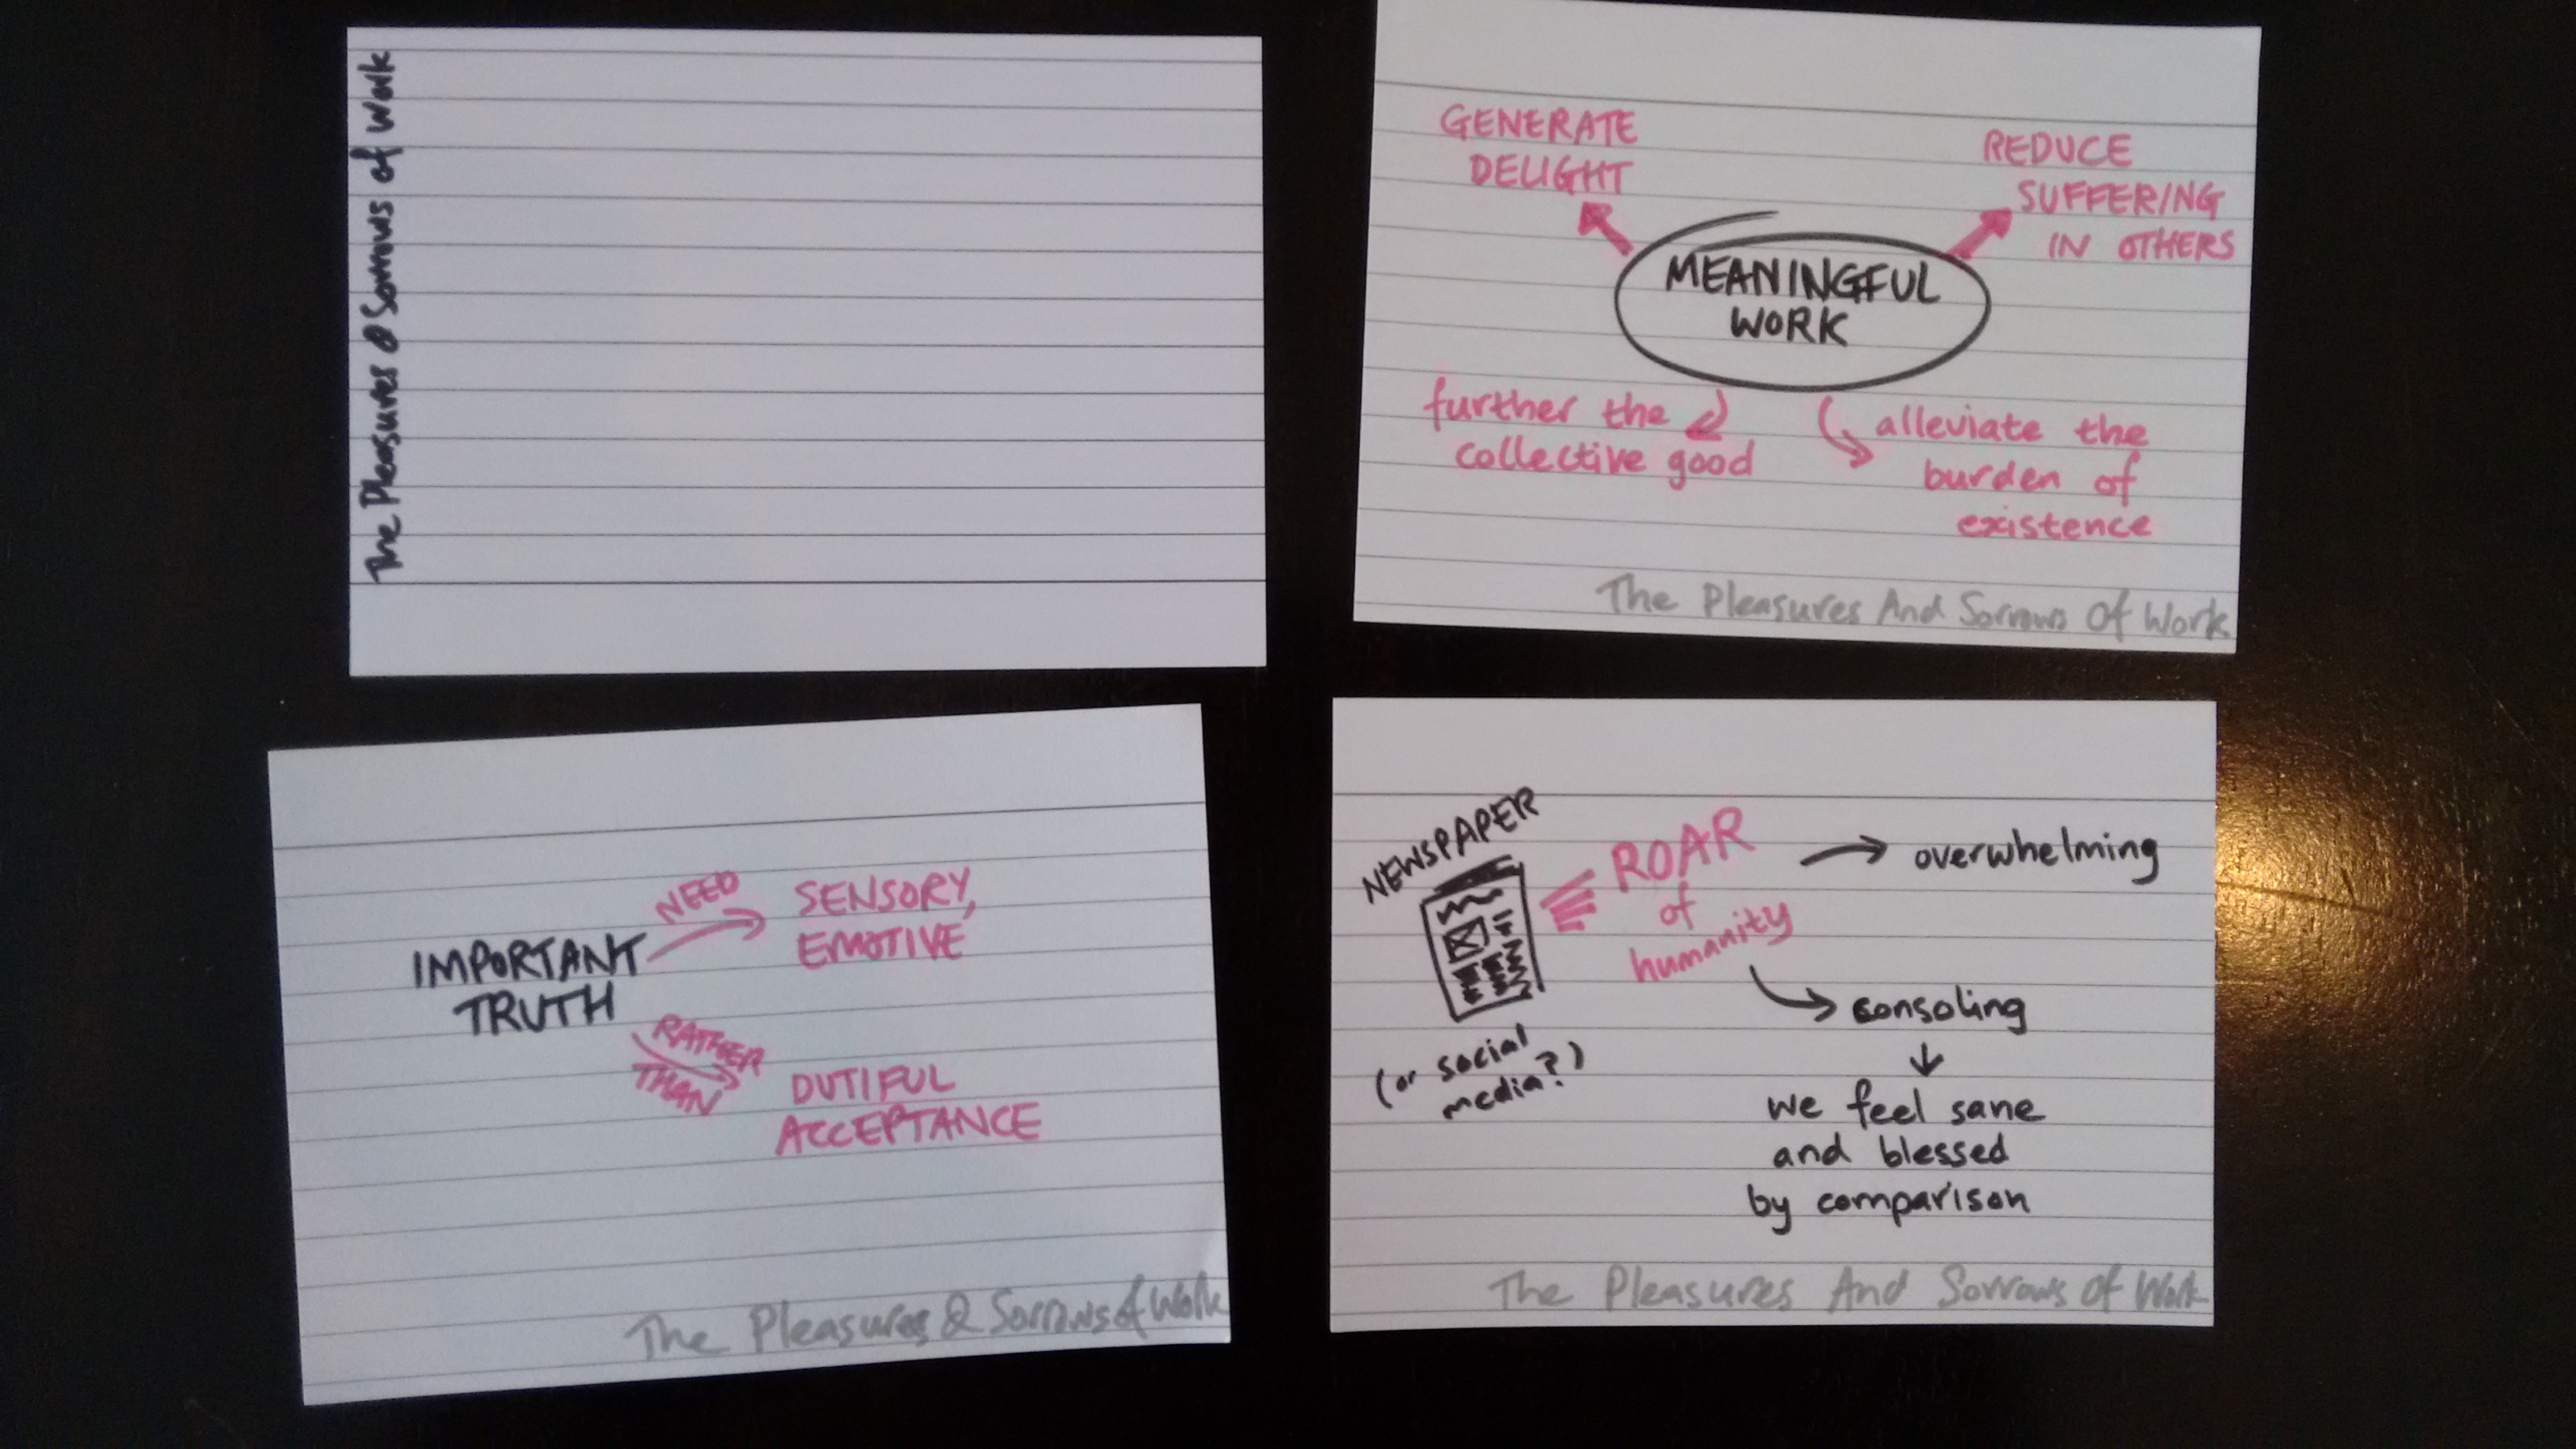 The Pleasures & Sorrows of Work
GENERATE
DELIGHT
REDUCE
SUFFERING
IN OTHERS
MEANINGFUL
WORK
further the
collective good
alleviate the
burden of
existence
The Pleasures And Sorrows Of Work
IMPORTANT
TRUTH
NEED
SENSORY,
EMOTIVE
RATHER
THAN
DUTIFUL
ACCEPTANCE
The Pleasures & Sorrows of Work
NEWSPAPER
(or social
media?)
ROAR
of
humanity
overwhelming
consoling
we feel sane
and blessed
by comparison
The Pleasures And Sorrows Of Work